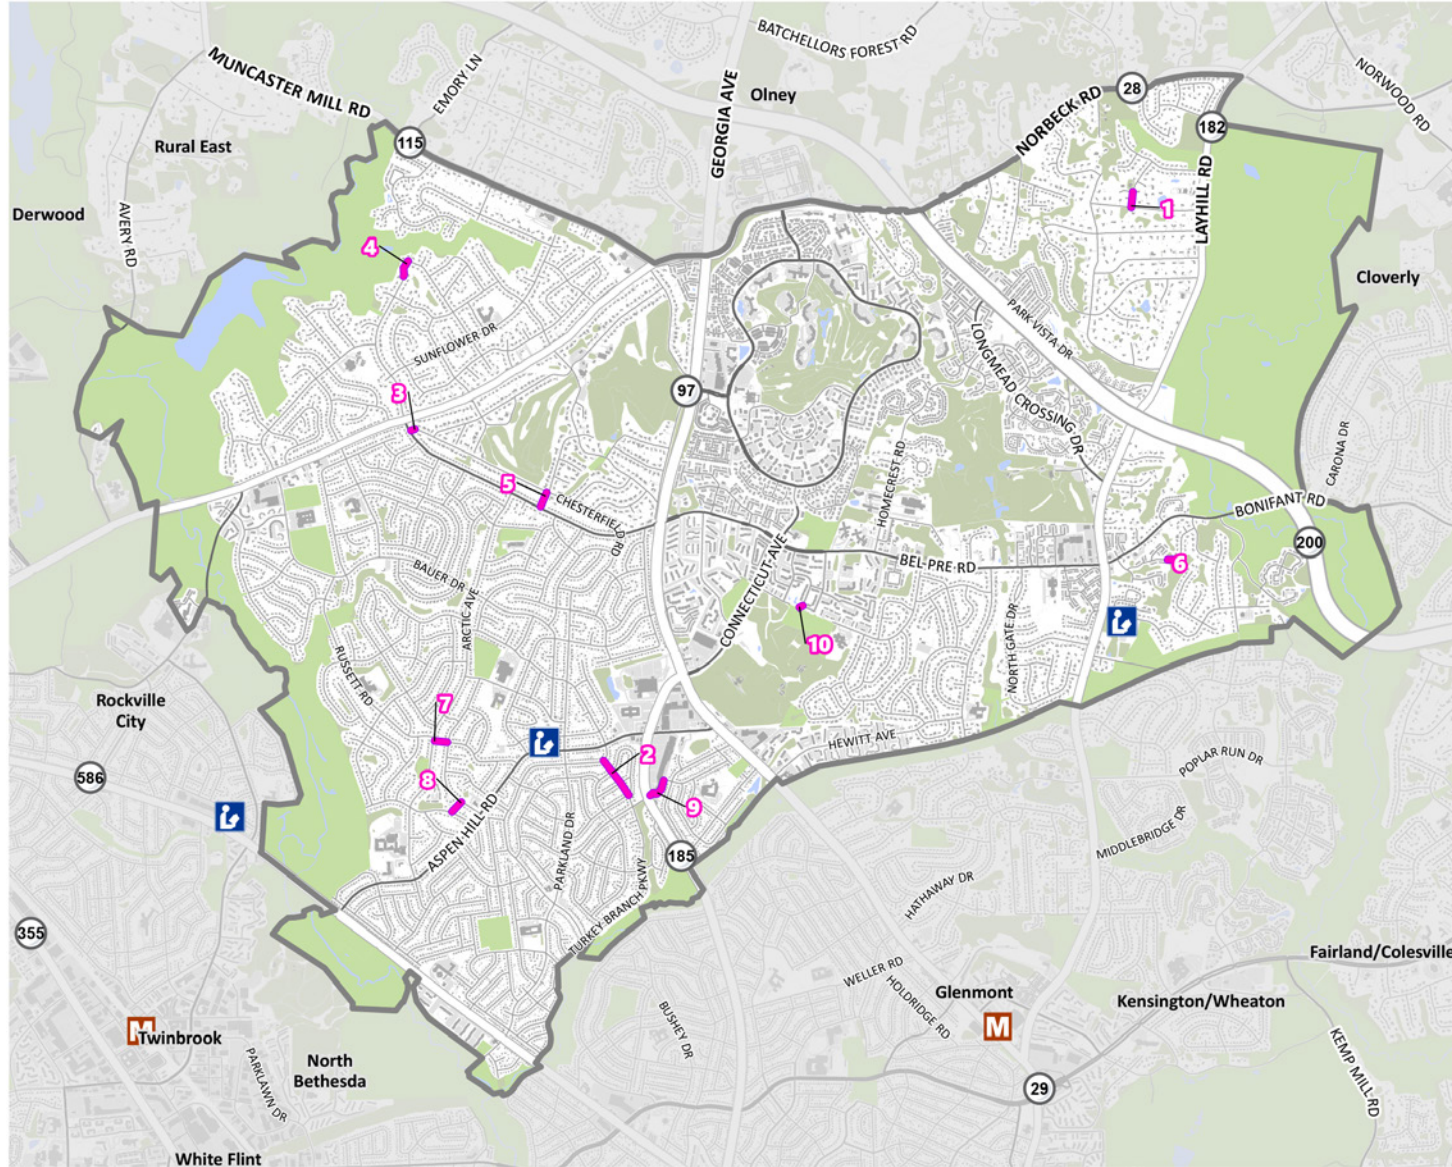 BATCHELLORS FOREST RD
MUNCASTER MILL RD
EMORY LN
GEORGIA AVE
Olney
NORBECK RD
28
NORWOOD RD
115
182
Rural East
Derwood
AVERY RD
LAYHILL RD
1
4
Cloverly
SUNFLOWER DR
PARK VISTA DR
LONGMEAD CROSSING DR
3
97
CARONA DR
HOMECREST RD
5
CHESTERFIELD RD
BONIFANT RD
200
BAUER DR
ARCTIC AVE
CONNECTICUT AVE
BEL PRE RD
6
10
NORTH GATE DR
RUSSETT RD
Rockville
City
7
HEWITT AVE
2
POPLAR RUN DR
586
8
9
ASPEN HILL RD
PARKLAND DR
MIDDLEBRIDGE DR
185
TURKEY BRANCH PKWY
HATHAWAY DR
355
Fairland/Colesville
WELLER RD
HOLDRIDGE RD
Glenmont
Kensington/Wheaton
M
M
Twinbrook
BUSHEY DR
North
Bethesda
PARKLAWN DR
KEMP MILL RD
29
White Flint